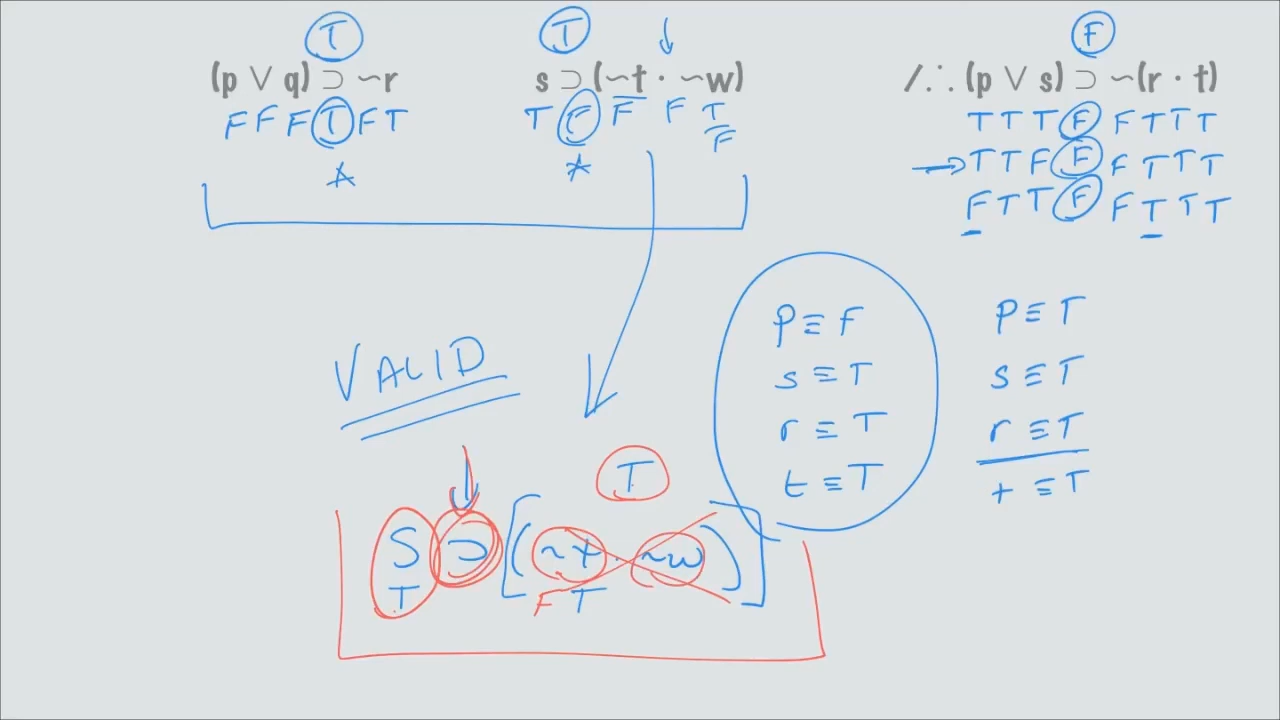 T T ↓ F
(p ∨ q) ⊃ ~r s ⊃ (~t · ~w) /∴ (p ∨ s) ⊃ ~(r · t)
F F F T F T T F F F T T T T F F T T T
F T T F F F T T T
F T T F F T T T
p ≡ F p ≡ T
s ≡ T s ≡ T
VALID
r ≡ T r ≡ T
t ≡ T t ≡ T
T
S ⊃ [(~t · ~w)]
T F T